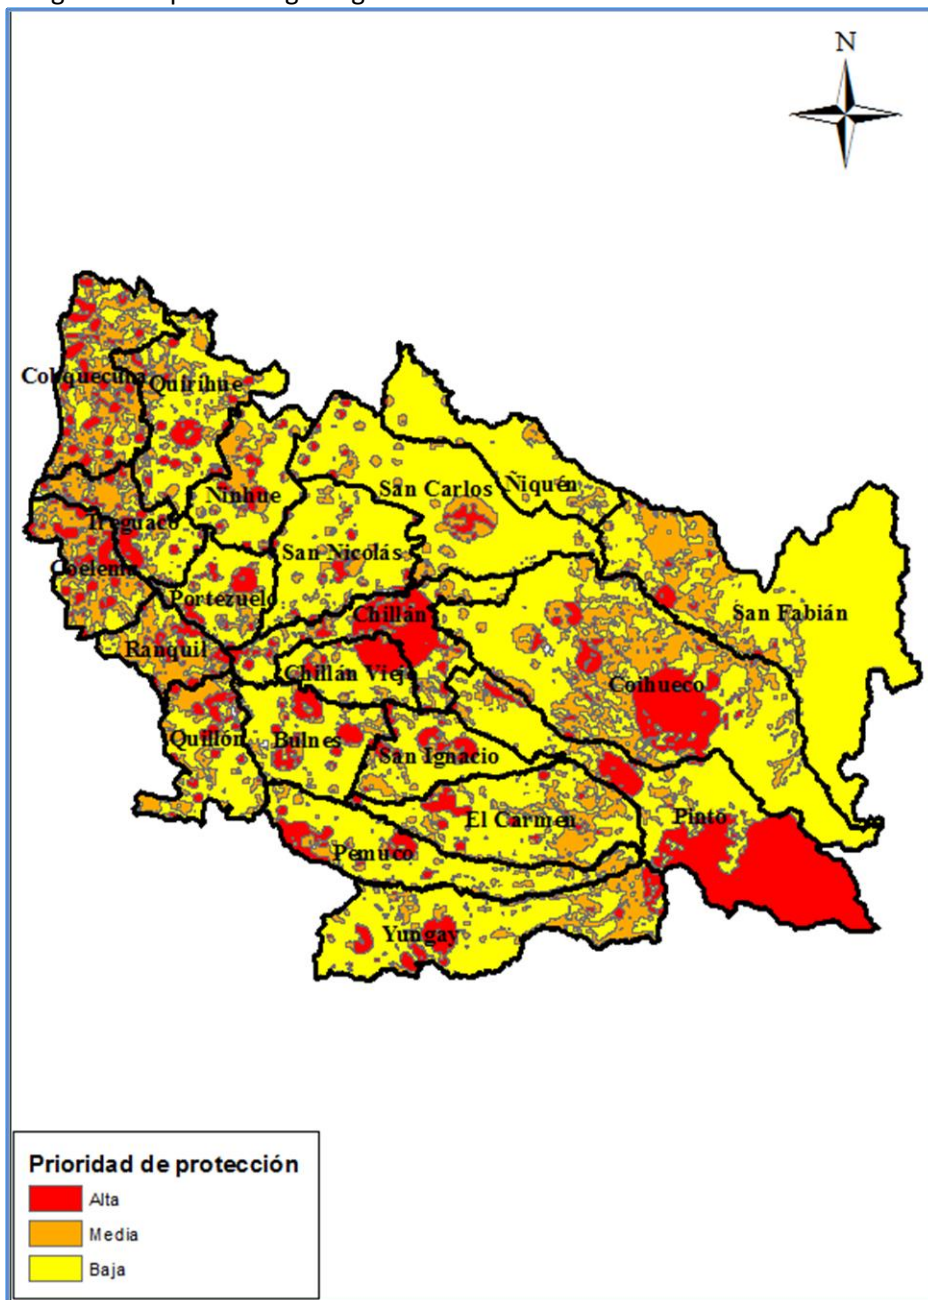 N
Cobquecura
Quirihue
Ninhue
San Carlos
Ñiquén
Treguaco
Coelemu
San Nicolás
Portezuelo
Chillán
San Fabián
Ranquil
Chillán Viejo
Coihueco
Quillón
Bulnes
San Ignacio
El Carmen
Pinto
Pemuco
Yungay
Prioridad de protección
Alta
Media
Baja